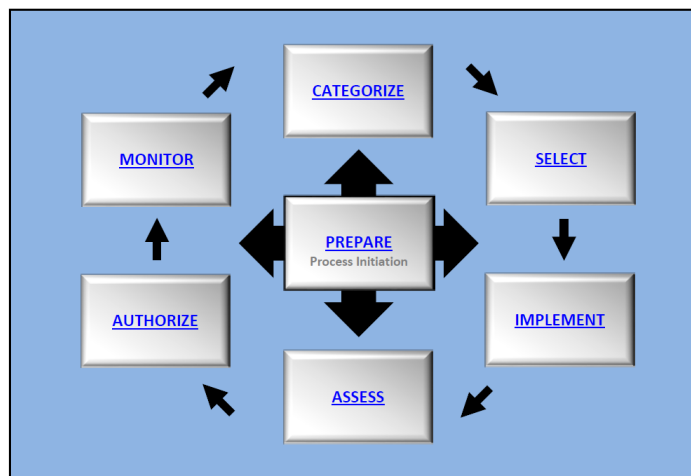 CATEGORIZE
MONITOR
SELECT
PREPARE
Process Initiation
AUTHORIZE
IMPLEMENT
ASSESS